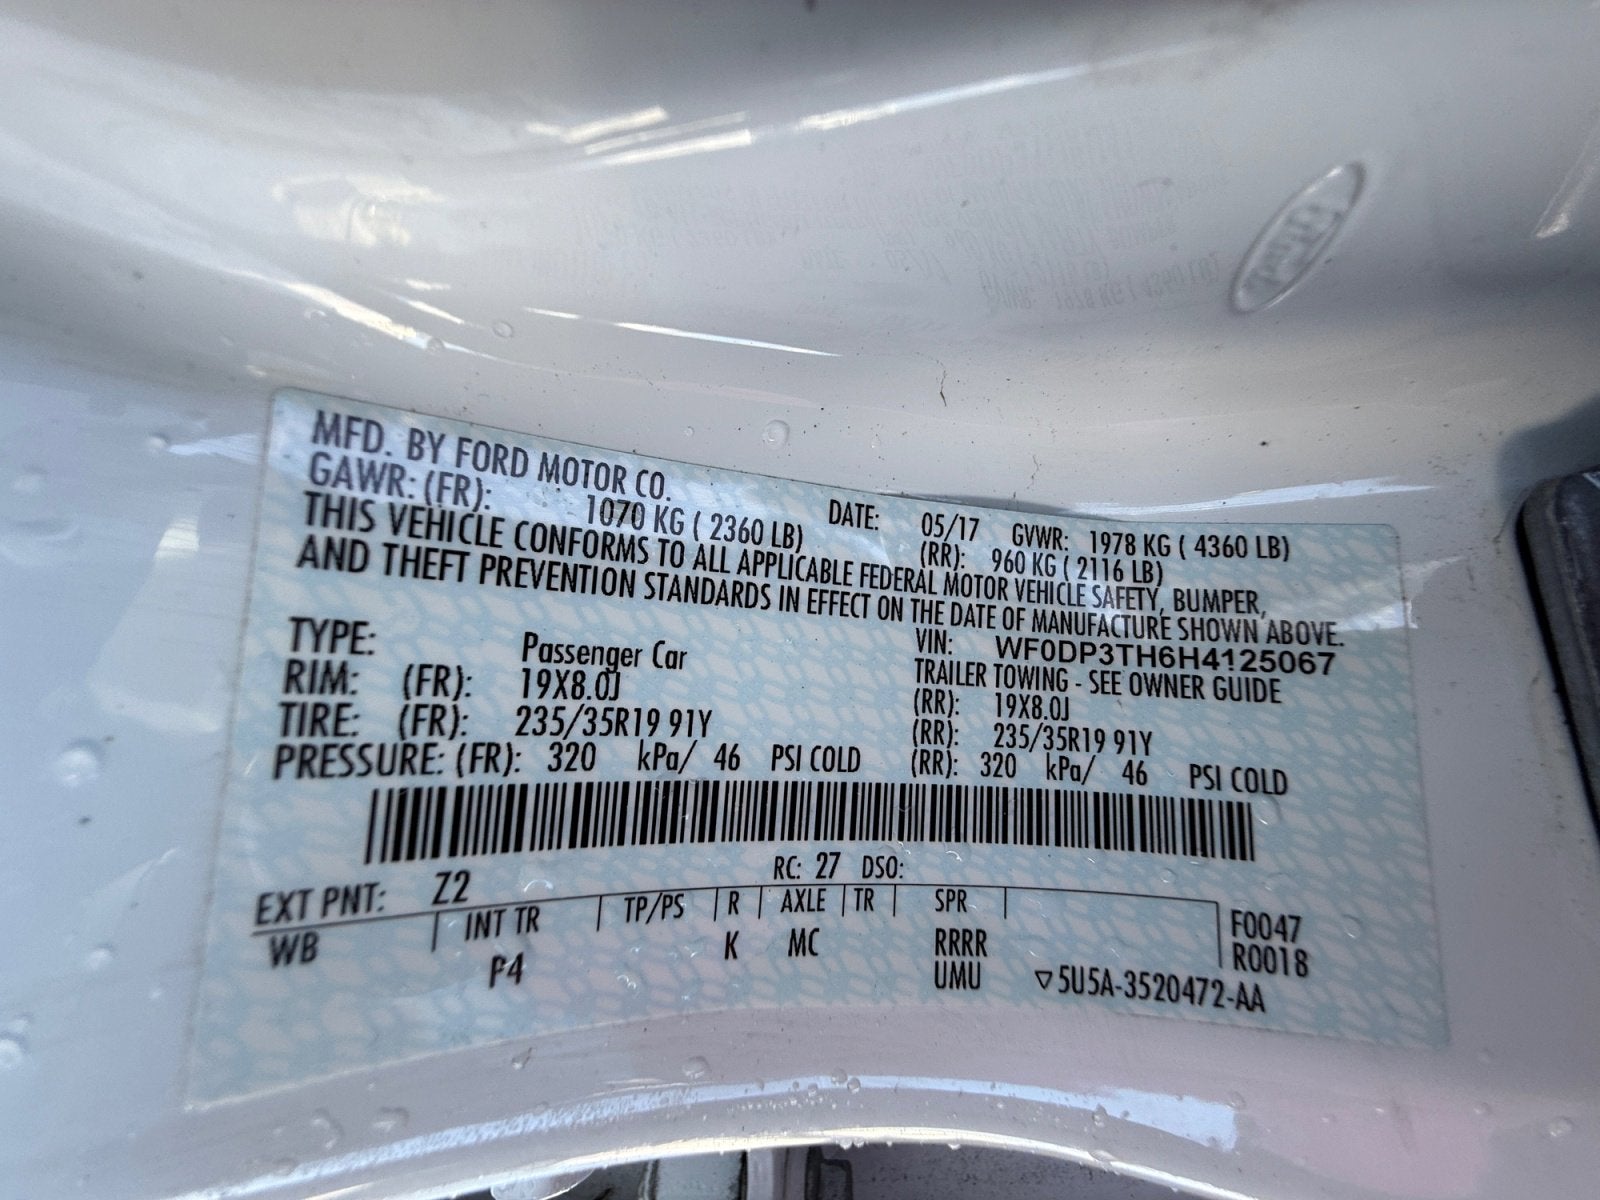 Ford
MFD. BY FORD MOTOR CO.
DATE: 05/17 GVWR: 1978 KG ( 4360 LB)
GAWR: (FR): 1070 KG ( 2360 LB) (RR): 960 KG ( 2116 LB)
THIS VEHICLE CONFORMS TO ALL APPLICABLE FEDERAL MOTOR VEHICLE SAFETY, BUMPER,
AND THEFT PREVENTION STANDARDS IN EFFECT ON THE DATE OF MANUFACTURE SHOWN ABOVE.
VIN: WF0DP3TH6H4125067
TYPE: Passenger Car TRAILER TOWING - SEE OWNER GUIDE
RIM: (FR): 19X8.0J (RR): 19X8.0J
TIRE: (FR): 235/35R19 91Y (RR): 235/35R19 91Y
PRESSURE: (FR): 320 kPa/ 46 PSI COLD (RR): 320 kPa/ 46 PSI COLD
RC: 27 DSO:
EXT PNT: Z2
WB INT TR TP/PS R AXLE TR SPR F0047
P4 K MC RRRR R0018
UMU ▽5U5A-3520472-AA